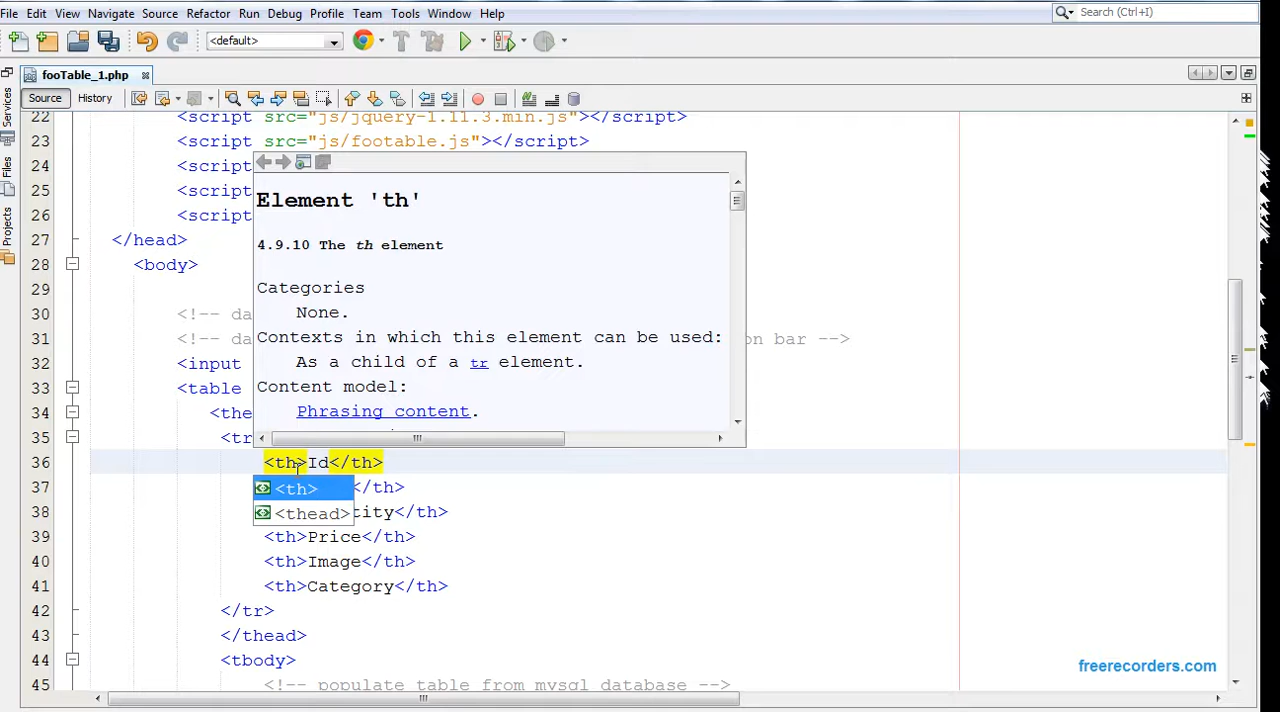 File Edit View Navigate Source Refactor Run Debug Profile Team Tools Window Help
Search (Ctrl+I)
<default>
fooTable_1.php
Source History
Services
Files
Projects
22 <script src="js/jquery-1.11.3.min.js"></script>
23 <script src="js/footable.js"></script>
24 <script
25 <script
26 <script
27 </head>
28 <body>
29
30 <!-- da
31 <!-- da on bar -->
32 <input
33 <table
34 <the
35 <tr
Element 'th'
4.9.10 The th element
Categories
None.
Contexts in which this element can be used:
As a child of a tr element.
Content model:
Phrasing content.
36 <th>Id</th>
37 </th>
<th>
38 tity</th>
<thead>
39 <th>Price</th>
40 <th>Image</th>
41 <th>Category</th>
42 </tr>
43 </thead>
44 <tbody>
45 <!-- populate table from mysql database -->
freerecorders.com